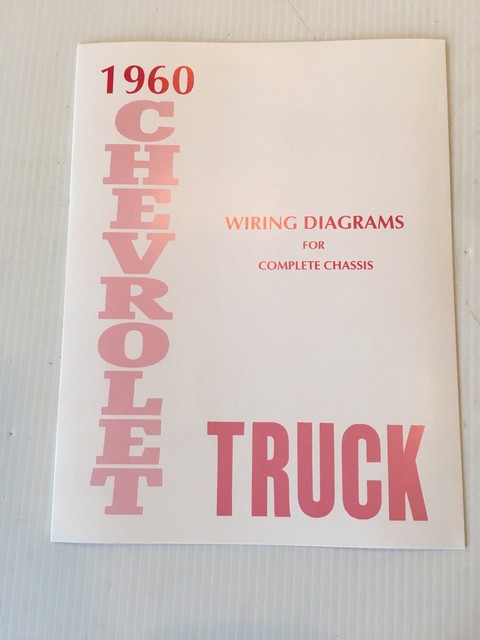 1960
CHEVROLET
WIRING DIAGRAMS
FOR
COMPLETE CHASSIS
TRUCK